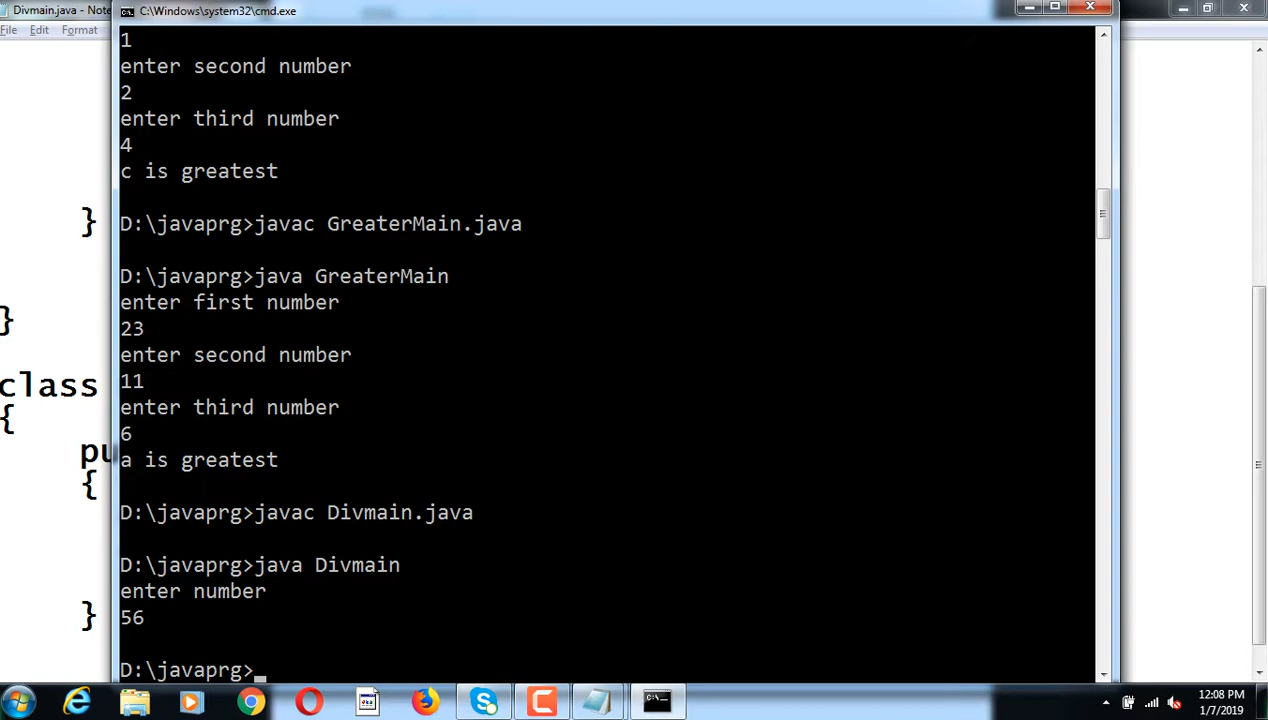 Divmain.java - Note
C:\Windows\system32\cmd.exe
File Edit Format
1
enter second number
2
enter third number
4
c is greatest
}
D:\javaprg>javac GreaterMain.java
D:\javaprg>java GreaterMain
enter first number
}
23
enter second number
class
11
{
enter third number
6
pu
a is greatest
{
D:\javaprg>javac Divmain.java
D:\javaprg>java Divmain
enter number
}
56
D:\javaprg>
12:08 PM
1/7/2019